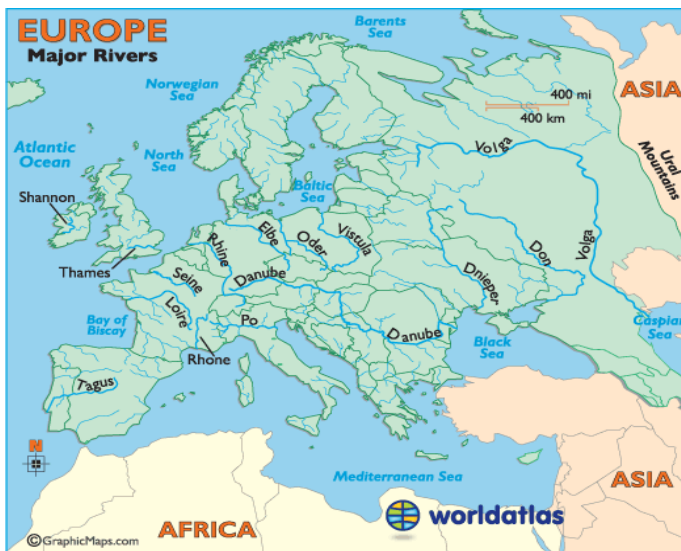 EUROPE
Major Rivers
Barents
Sea
ASIA
Norwegian
Sea
400 mi
400 km
Atlantic
Ocean
North
Sea
Volga
Ural
Mountains
Shannon
Baltic
Sea
Thames
Rhine
Elbe
Oder
Vistula
Don
Volga
Seine
Danube
Dnieper
Loire
Bay of
Biscay
Po
Danube
Caspian
Sea
Rhone
Black
Sea
Tagus
N
Mediterranean Sea
ASIA
AFRICA
worldatlas
©GraphicMaps.com